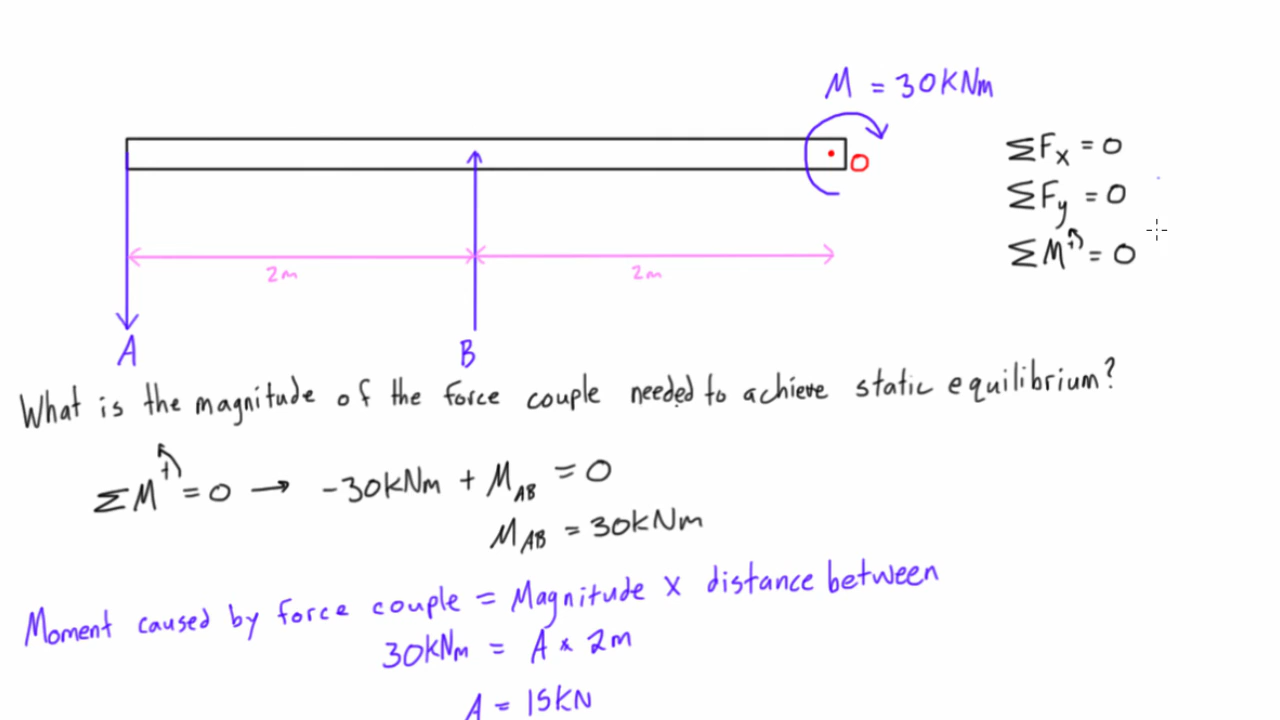 M = 30kNm
O
ΣFx = 0
ΣFy = 0
ΣM+ = 0
2m
2m
A
B
What is the magnitude of the force couple needed to achieve static equilibrium?
ΣM+ = 0 → -30kNm + MAB = 0
MAB = 30kNm
Moment caused by force couple = Magnitude x distance between
30kNm = A x 2m
A = 15kN